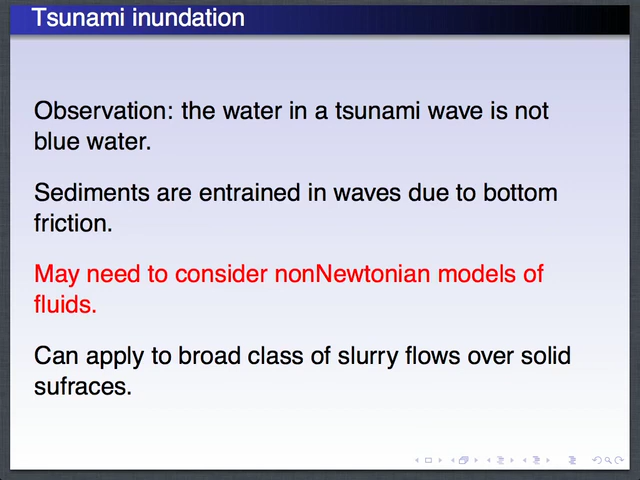 Tsunami inundation
Observation: the water in a tsunami wave is not
blue water.
Sediments are entrained in waves due to bottom
friction.
May need to consider nonNewtonian models of
fluids.
Can apply to broad class of slurry flows over solid
sufraces.